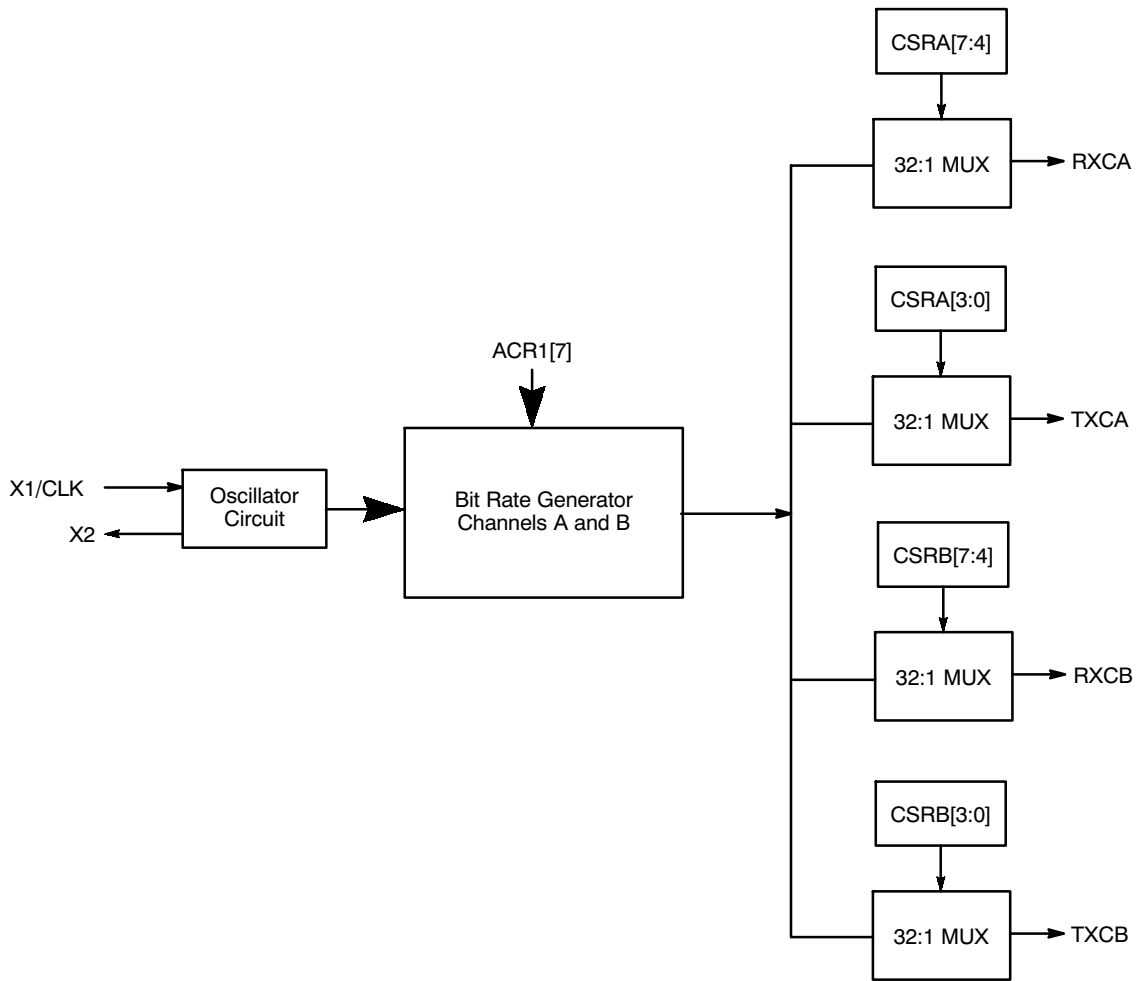 CSRA[7:4]
32:1 MUX
RXCA
CSRA[3:0]
ACR1[7]
32:1 MUX
TXCA
X1/CLK
X2
Oscillator
Circuit
Bit Rate Generator
Channels A and B
CSRB[7:4]
32:1 MUX
RXCB
CSRB[3:0]
32:1 MUX
TXCB